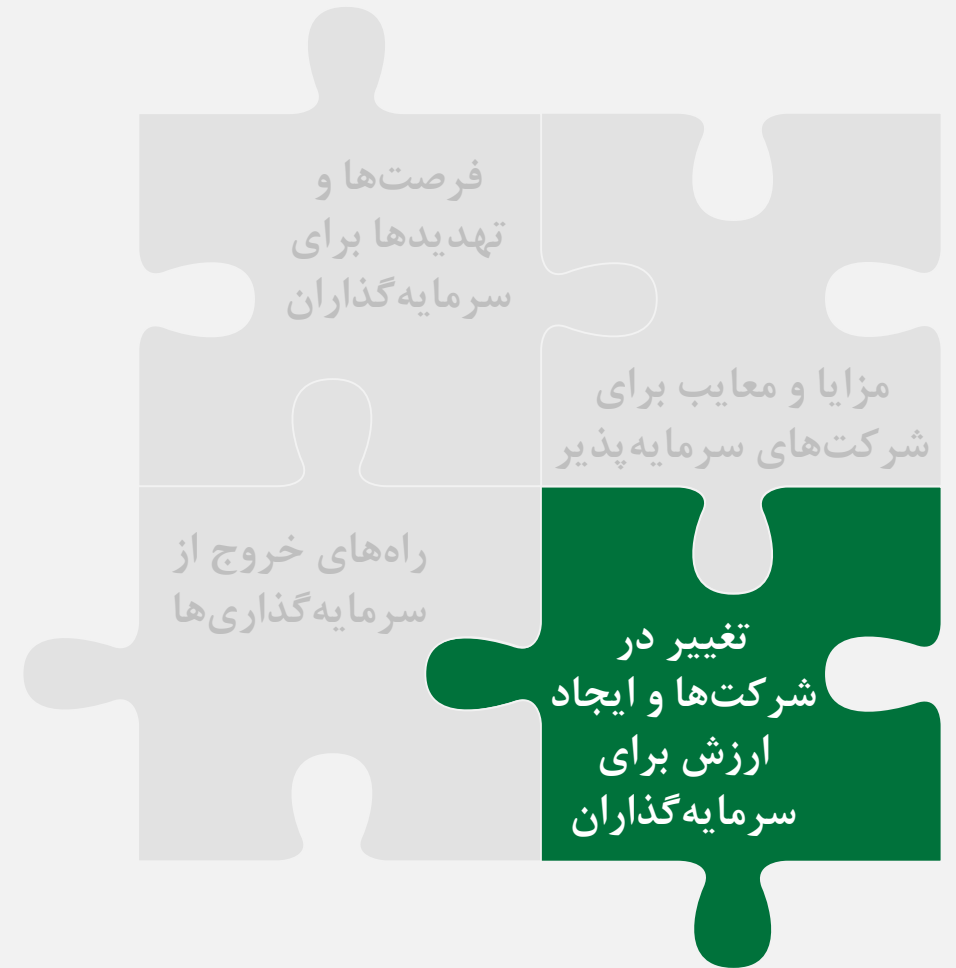 فرصت‌ها و
تهدیدها برای
سرمایه‌گذاران
مزایا و معایب برای
شرکت‌های سرمایه‌پذیر
راه‌های خروج از
سرمایه‌گذاری‌ها
تغییر در
شرکت‌ها و ایجاد
ارزش برای
سرمایه‌گذاران